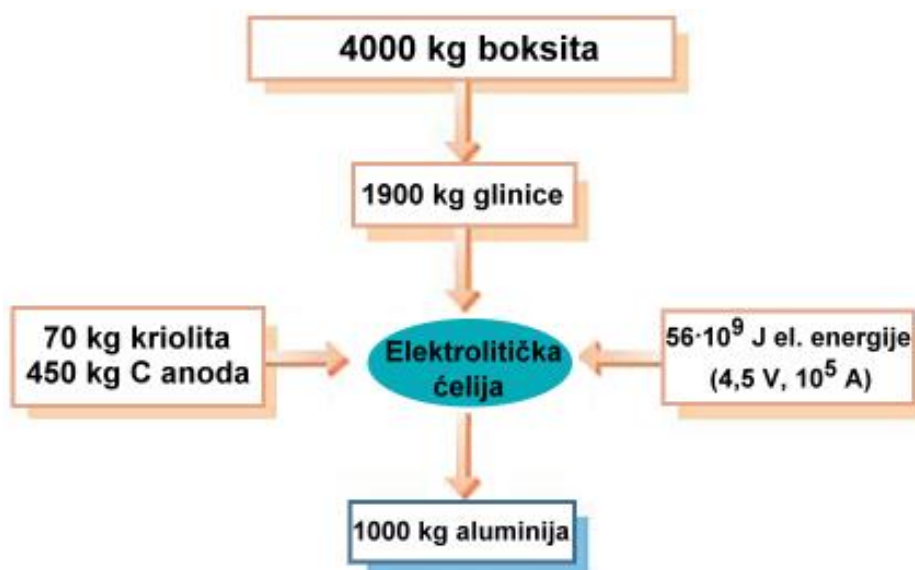 4000 kg boksita
1900 kg glinice
70 kg kriolita
450 kg C anoda
Elektrolitička
ćelija
56·10⁹ J el. energije
(4,5 V, 10⁵ A)
1000 kg aluminija